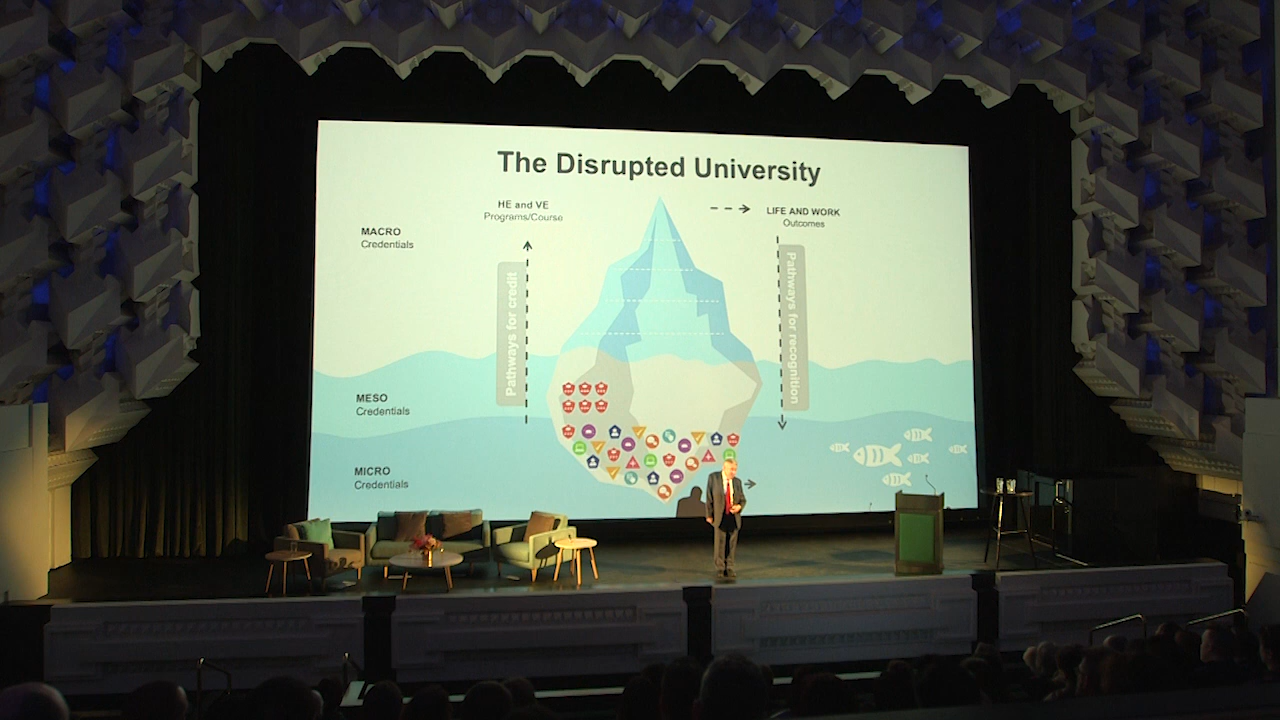 The Disrupted University
HE and VE
Programs/Course
LIFE AND WORK
Outcomes
MACRO
Credentials
Pathways for credit
Pathways for recognition
MESO
Credentials
MICRO
Credentials